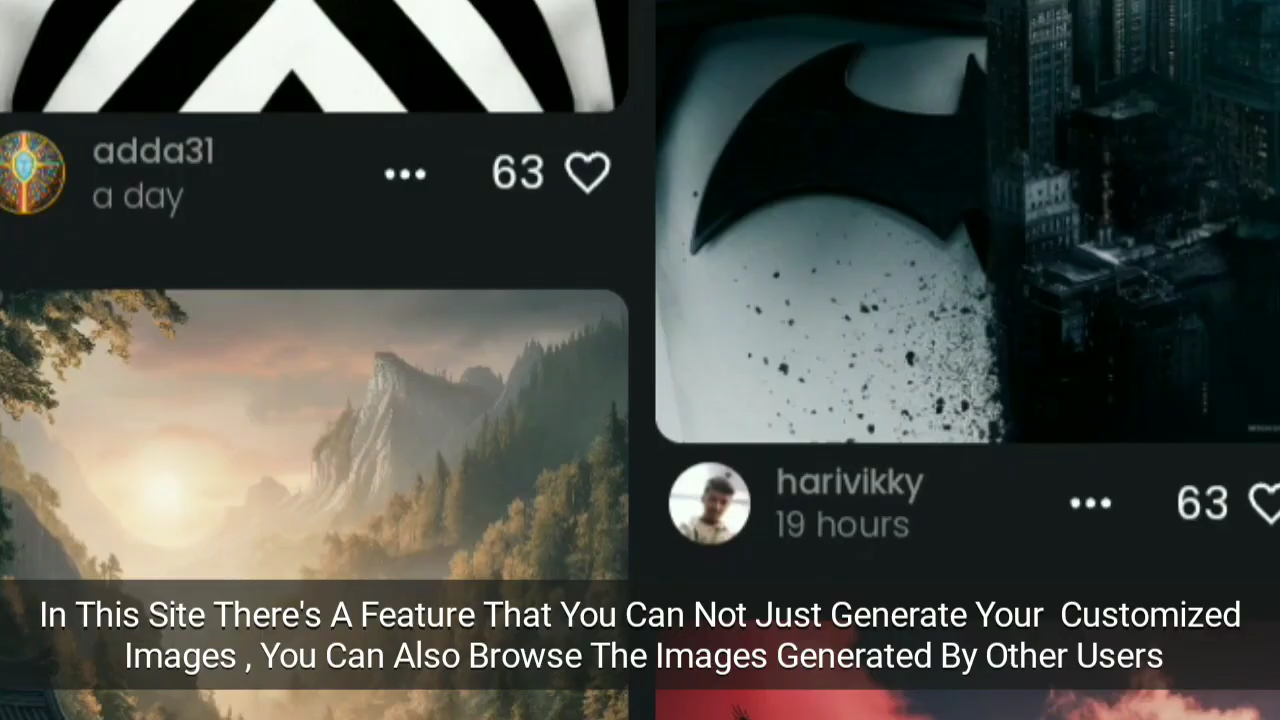 adda31
a day
••• 63
harivikky
19 hours
••• 63
In This Site There's A Feature That You Can Not Just Generate Your  Customized
Images , You Can Also Browse The Images Generated By Other Users